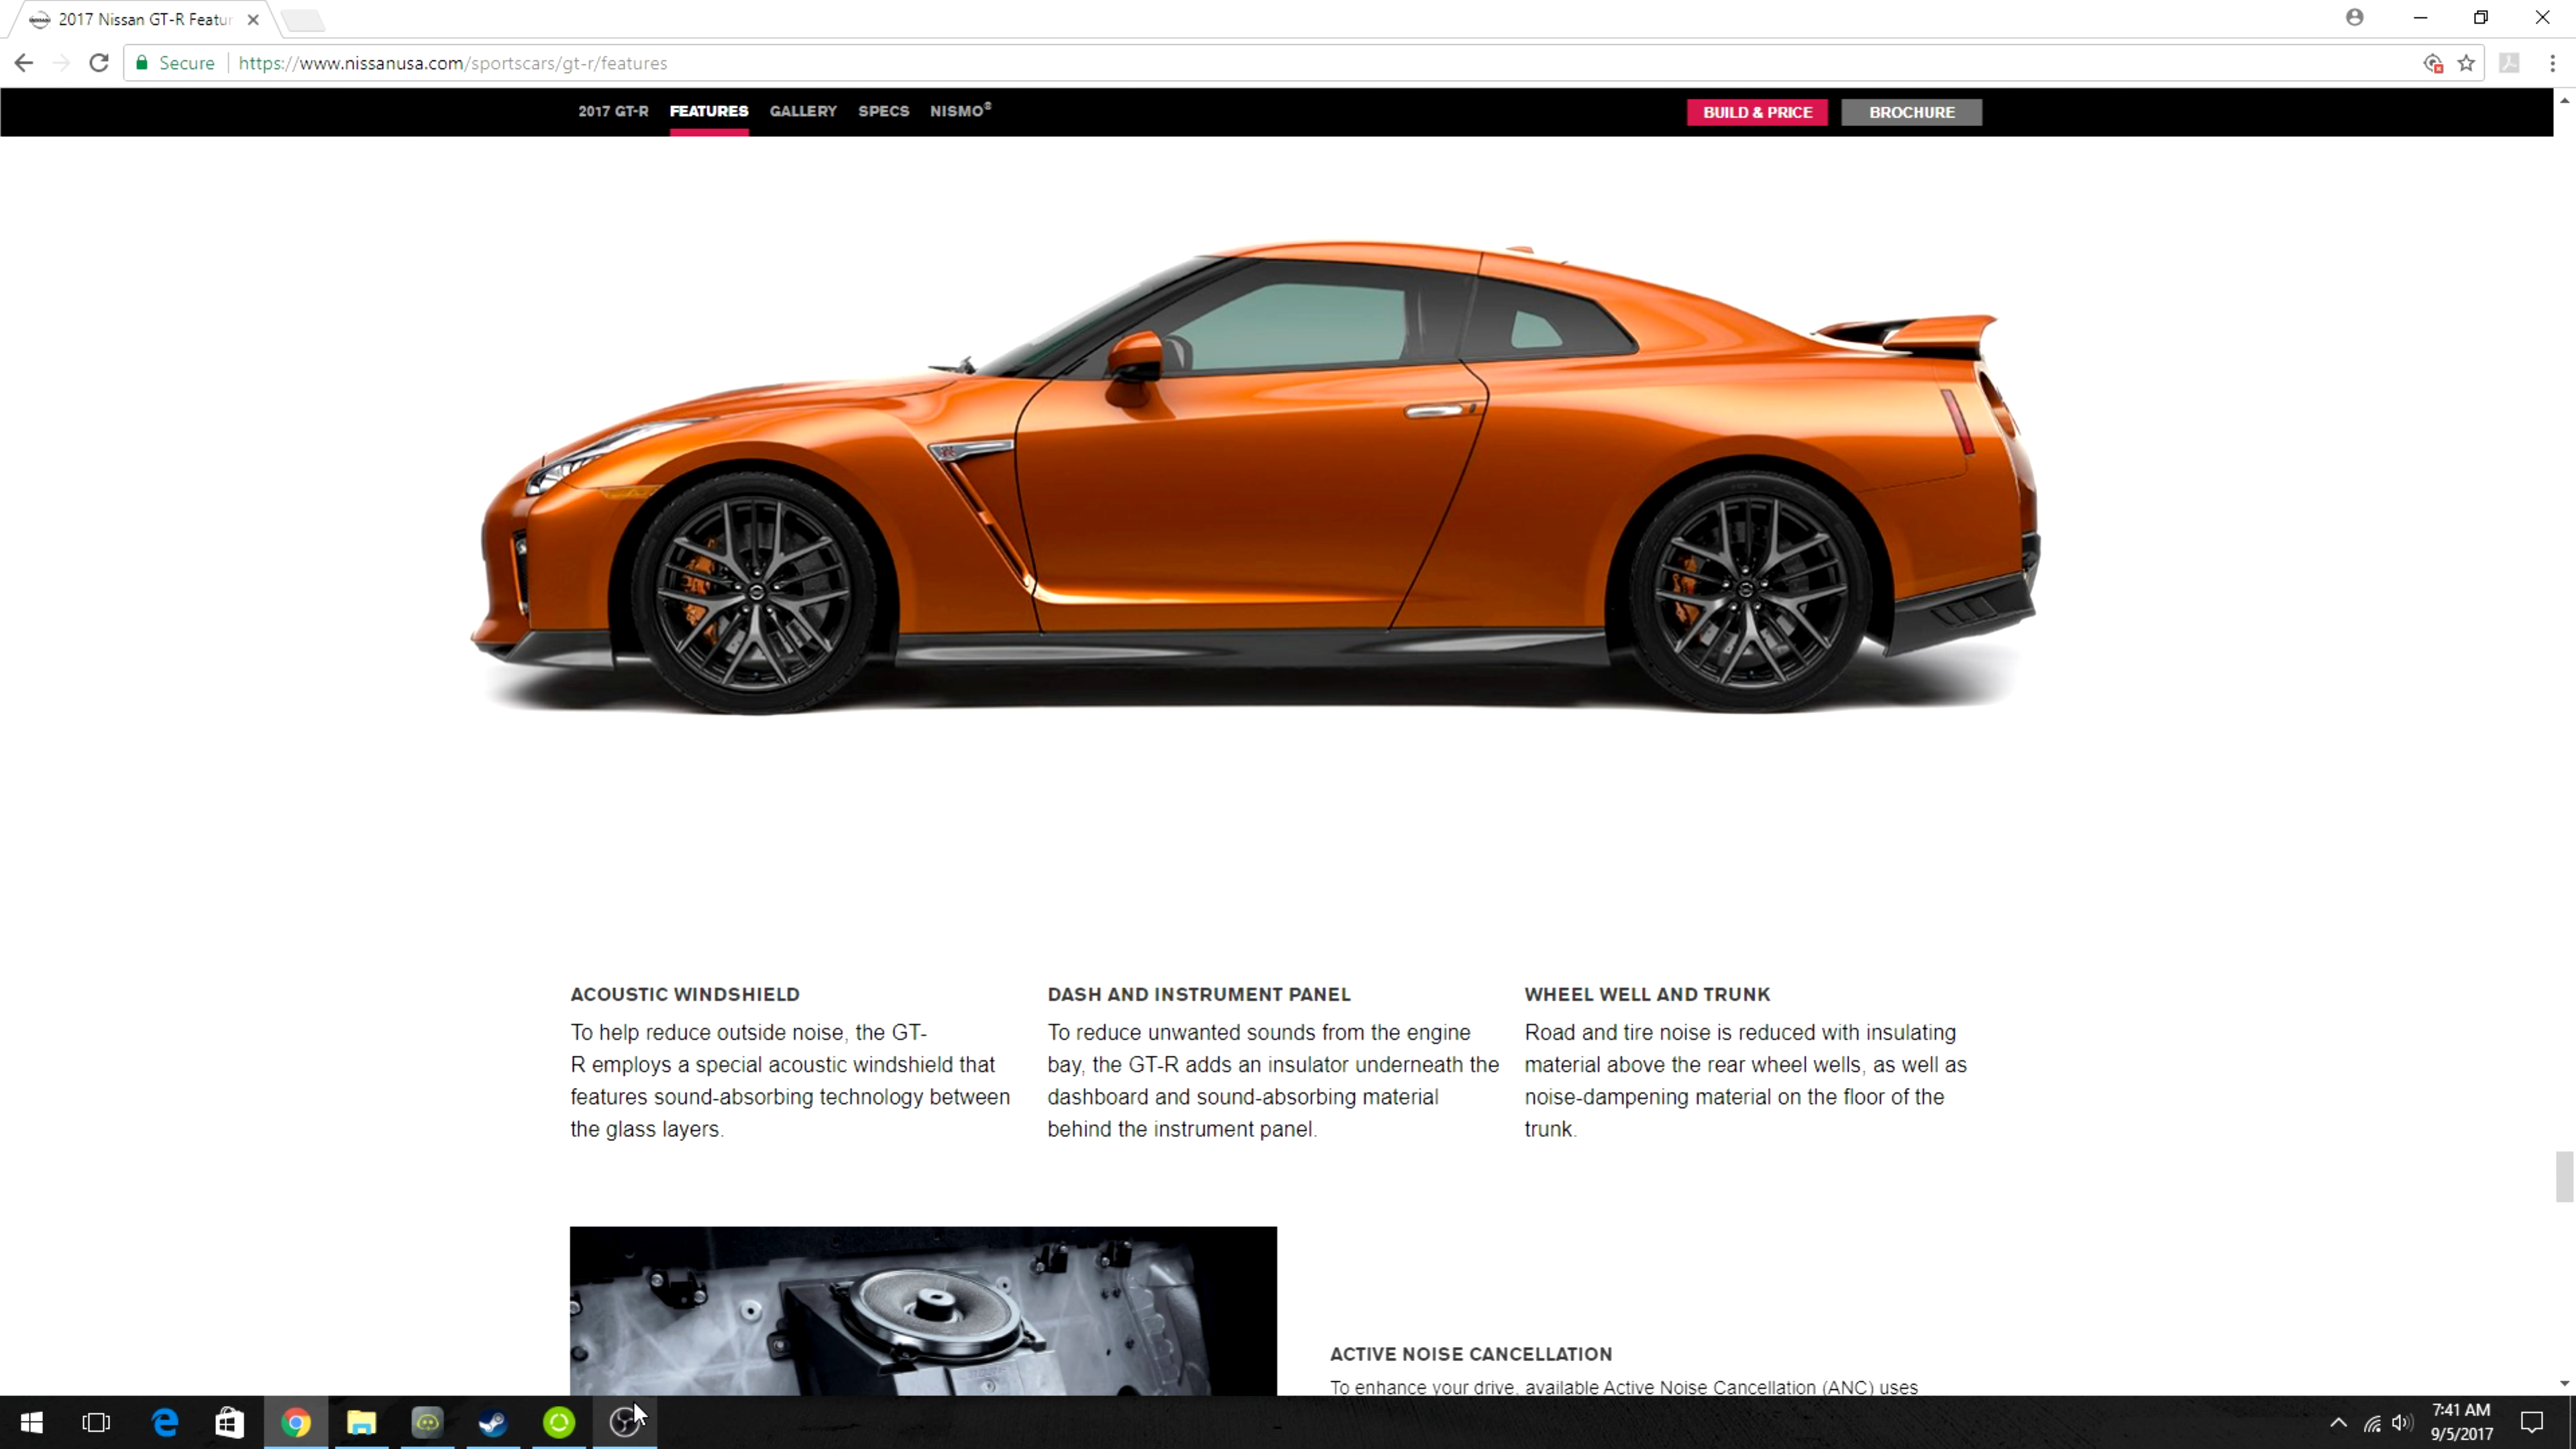 2017 Nissan GT-R Featur
Secure https://www.nissanusa.com/sportscars/gt-r/features
2017 GT-R FEATURES GALLERY SPECS NISMO® BUILD & PRICE BROCHURE
ACOUSTIC WINDSHIELD
To help reduce outside noise, the GT-
R employs a special acoustic windshield that
features sound-absorbing technology between
the glass layers.
DASH AND INSTRUMENT PANEL
To reduce unwanted sounds from the engine
bay, the GT-R adds an insulator underneath the
dashboard and sound-absorbing material
behind the instrument panel.
WHEEL WELL AND TRUNK
Road and tire noise is reduced with insulating
material above the rear wheel wells, as well as
noise-dampening material on the floor of the
trunk.
ACTIVE NOISE CANCELLATION
To enhance your drive, available Active Noise Cancellation (ANC) uses
7:41 AM
9/5/2017